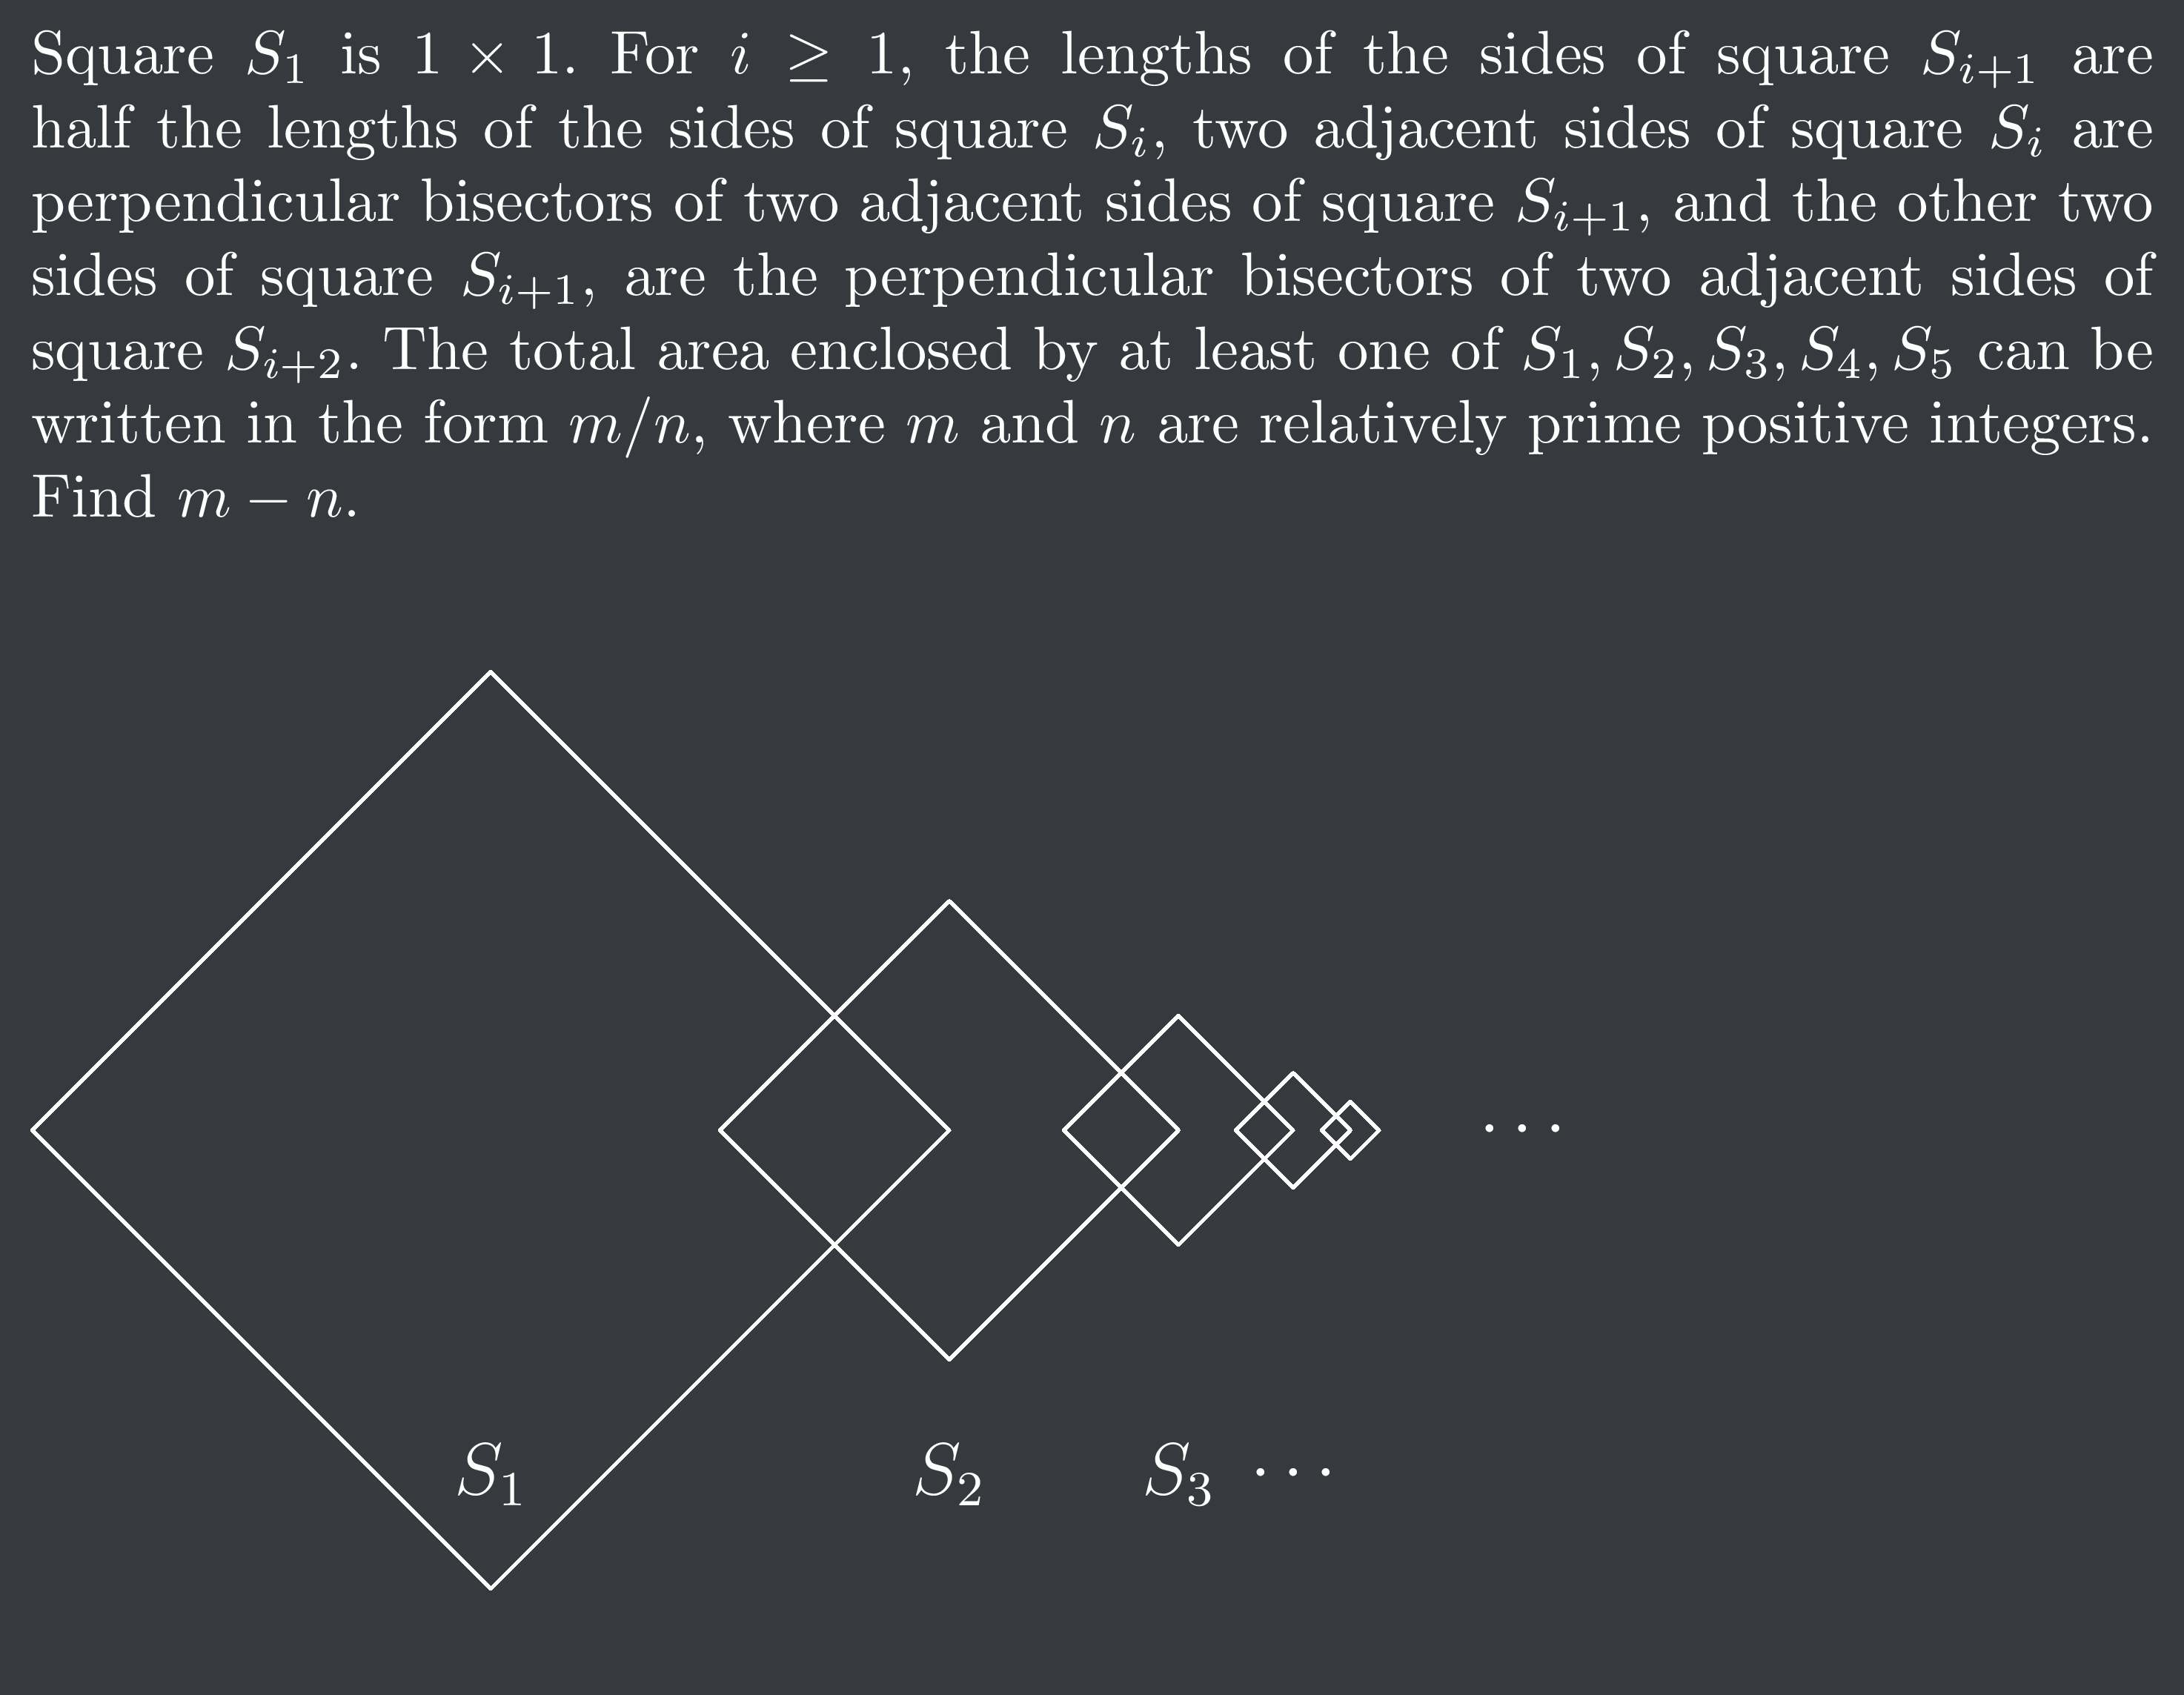 Square $S_1$ is $1 \times 1$. For $i \geq 1$, the lengths of the sides of square $S_{i+1}$ are
half the lengths of the sides of square $S_i$, two adjacent sides of square $S_i$ are
perpendicular bisectors of two adjacent sides of square $S_{i+1}$, and the other two
sides of square $S_{i+1}$, are the perpendicular bisectors of two adjacent sides of
square $S_{i+2}$. The total area enclosed by at least one of $S_1, S_2, S_3, S_4, S_5$ can be
written in the form $m/n$, where $m$ and $n$ are relatively prime positive integers.
Find $m - n$.
$\cdots$
$S_1$ $S_2$ $S_3$ $\cdots$